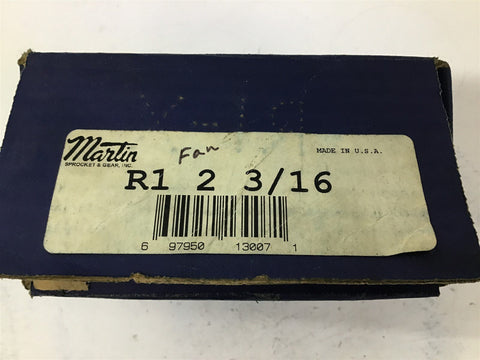 Martin
SPROCKET & GEAR, INC.
Fan
MADE IN U.S.A.
R1 2 3/16
6 97950 13007 1